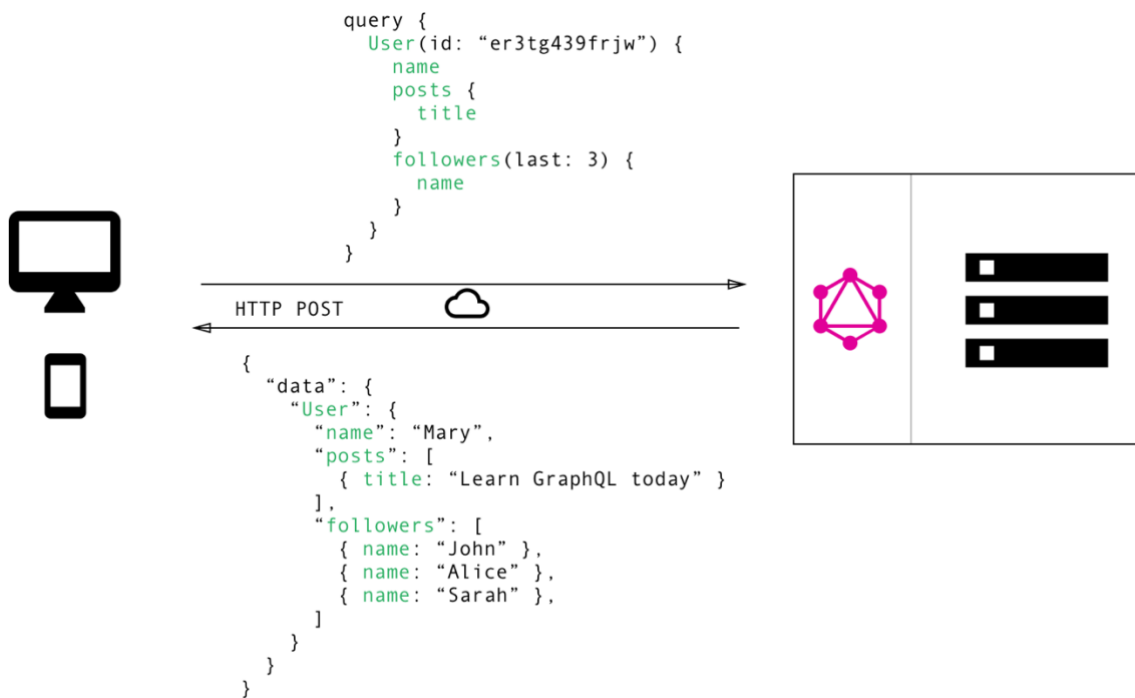 query {
  User(id: “er3tg439frjw”) {
    name
    posts {
      title
    }
    followers(last: 3) {
      name
    }
  }
}
HTTP POST
{
  “data”: {
    “User”: {
      “name”: “Mary”,
      “posts”: [
        { title: “Learn GraphQL today” }
      ],
      “followers”: [
        { name: “John” },
        { name: “Alice” },
        { name: “Sarah” },
      ]
    }
  }
}